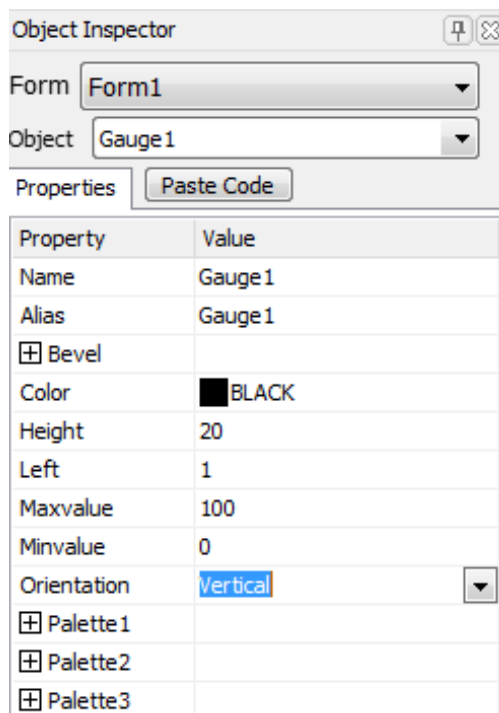 Object Inspector
Form Form1
Object Gauge1
Properties Paste Code
Property Value
Name Gauge1
Alias Gauge1
Bevel
Color BLACK
Height 20
Left 1
Maxvalue 100
Minvalue 0
Orientation Vertical
Palette1
Palette2
Palette3